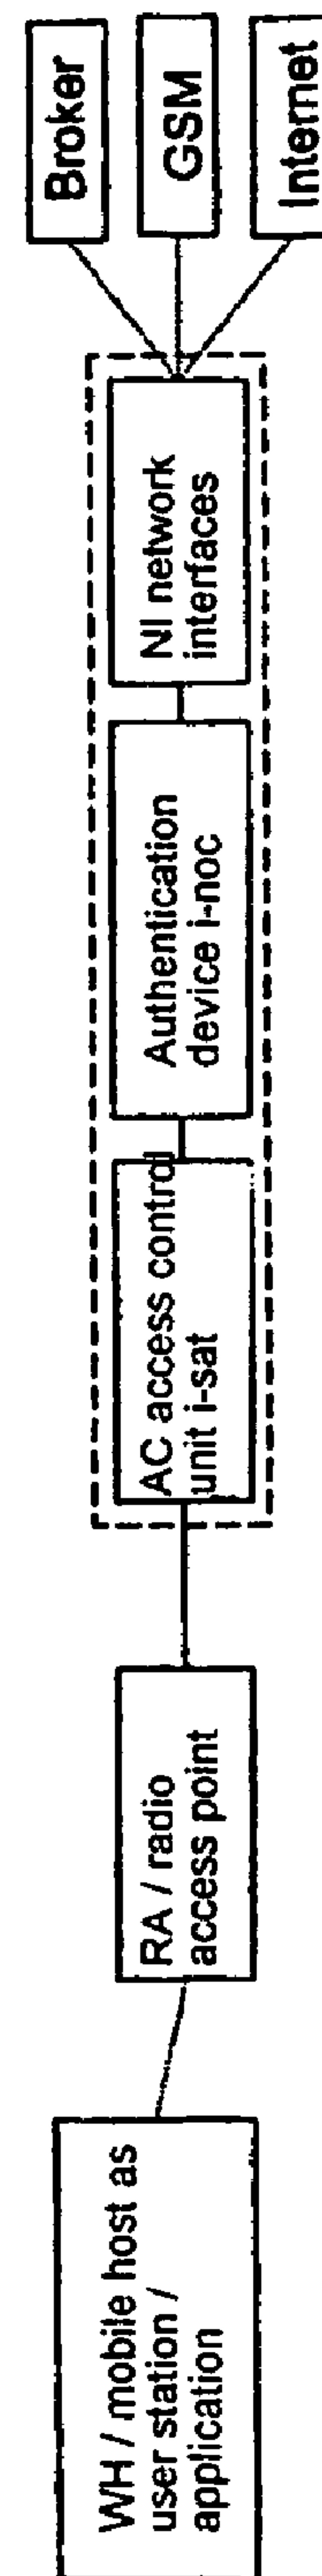 WH / mobile host as
user station /
application
RA / radio
access point
AC access control
unit i-sat
Authentication
device i-noc
NI network
interfaces
Broker
GSM
Internet